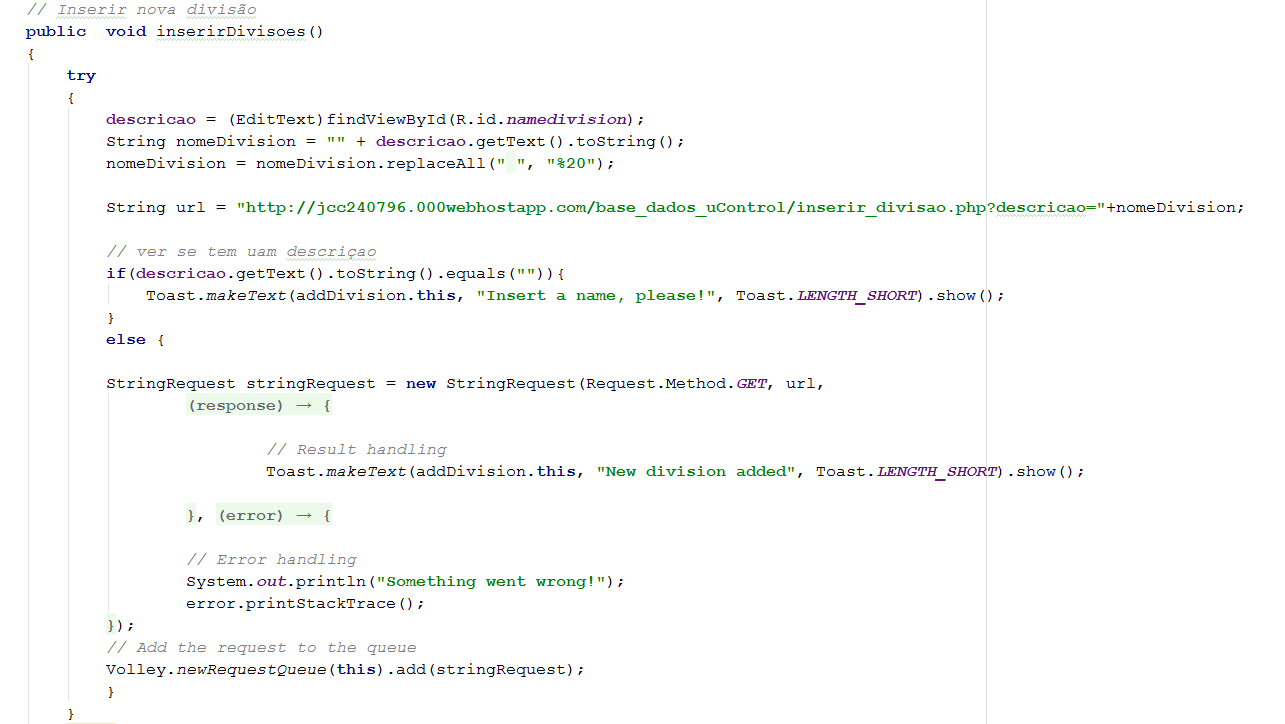 // Inserir nova divisão
public  void inserirDivisoes()
{
try
{
descricao = (EditText)findViewById(R.id.namedivision);
String nomeDivision = "" + descricao.getText().toString();
nomeDivision = nomeDivision.replaceAll(" ", "%20");
String url = "http://jcc240796.000webhostapp.com/base_dados_uControl/inserir_divisao.php?descricao="+nomeDivision;
// ver se tem uam descriçao
if(descricao.getText().toString().equals("")){
Toast.makeText(addDivision.this, "Insert a name, please!", Toast.LENGTH_SHORT).show();
}
else {
StringRequest stringRequest = new StringRequest(Request.Method.GET, url,
(response) → {
// Result handling
Toast.makeText(addDivision.this, "New division added", Toast.LENGTH_SHORT).show();
}, (error) → {
// Error handling
System.out.println("Something went wrong!");
error.printStackTrace();
});
// Add the request to the queue
Volley.newRequestQueue(this).add(stringRequest);
}
}